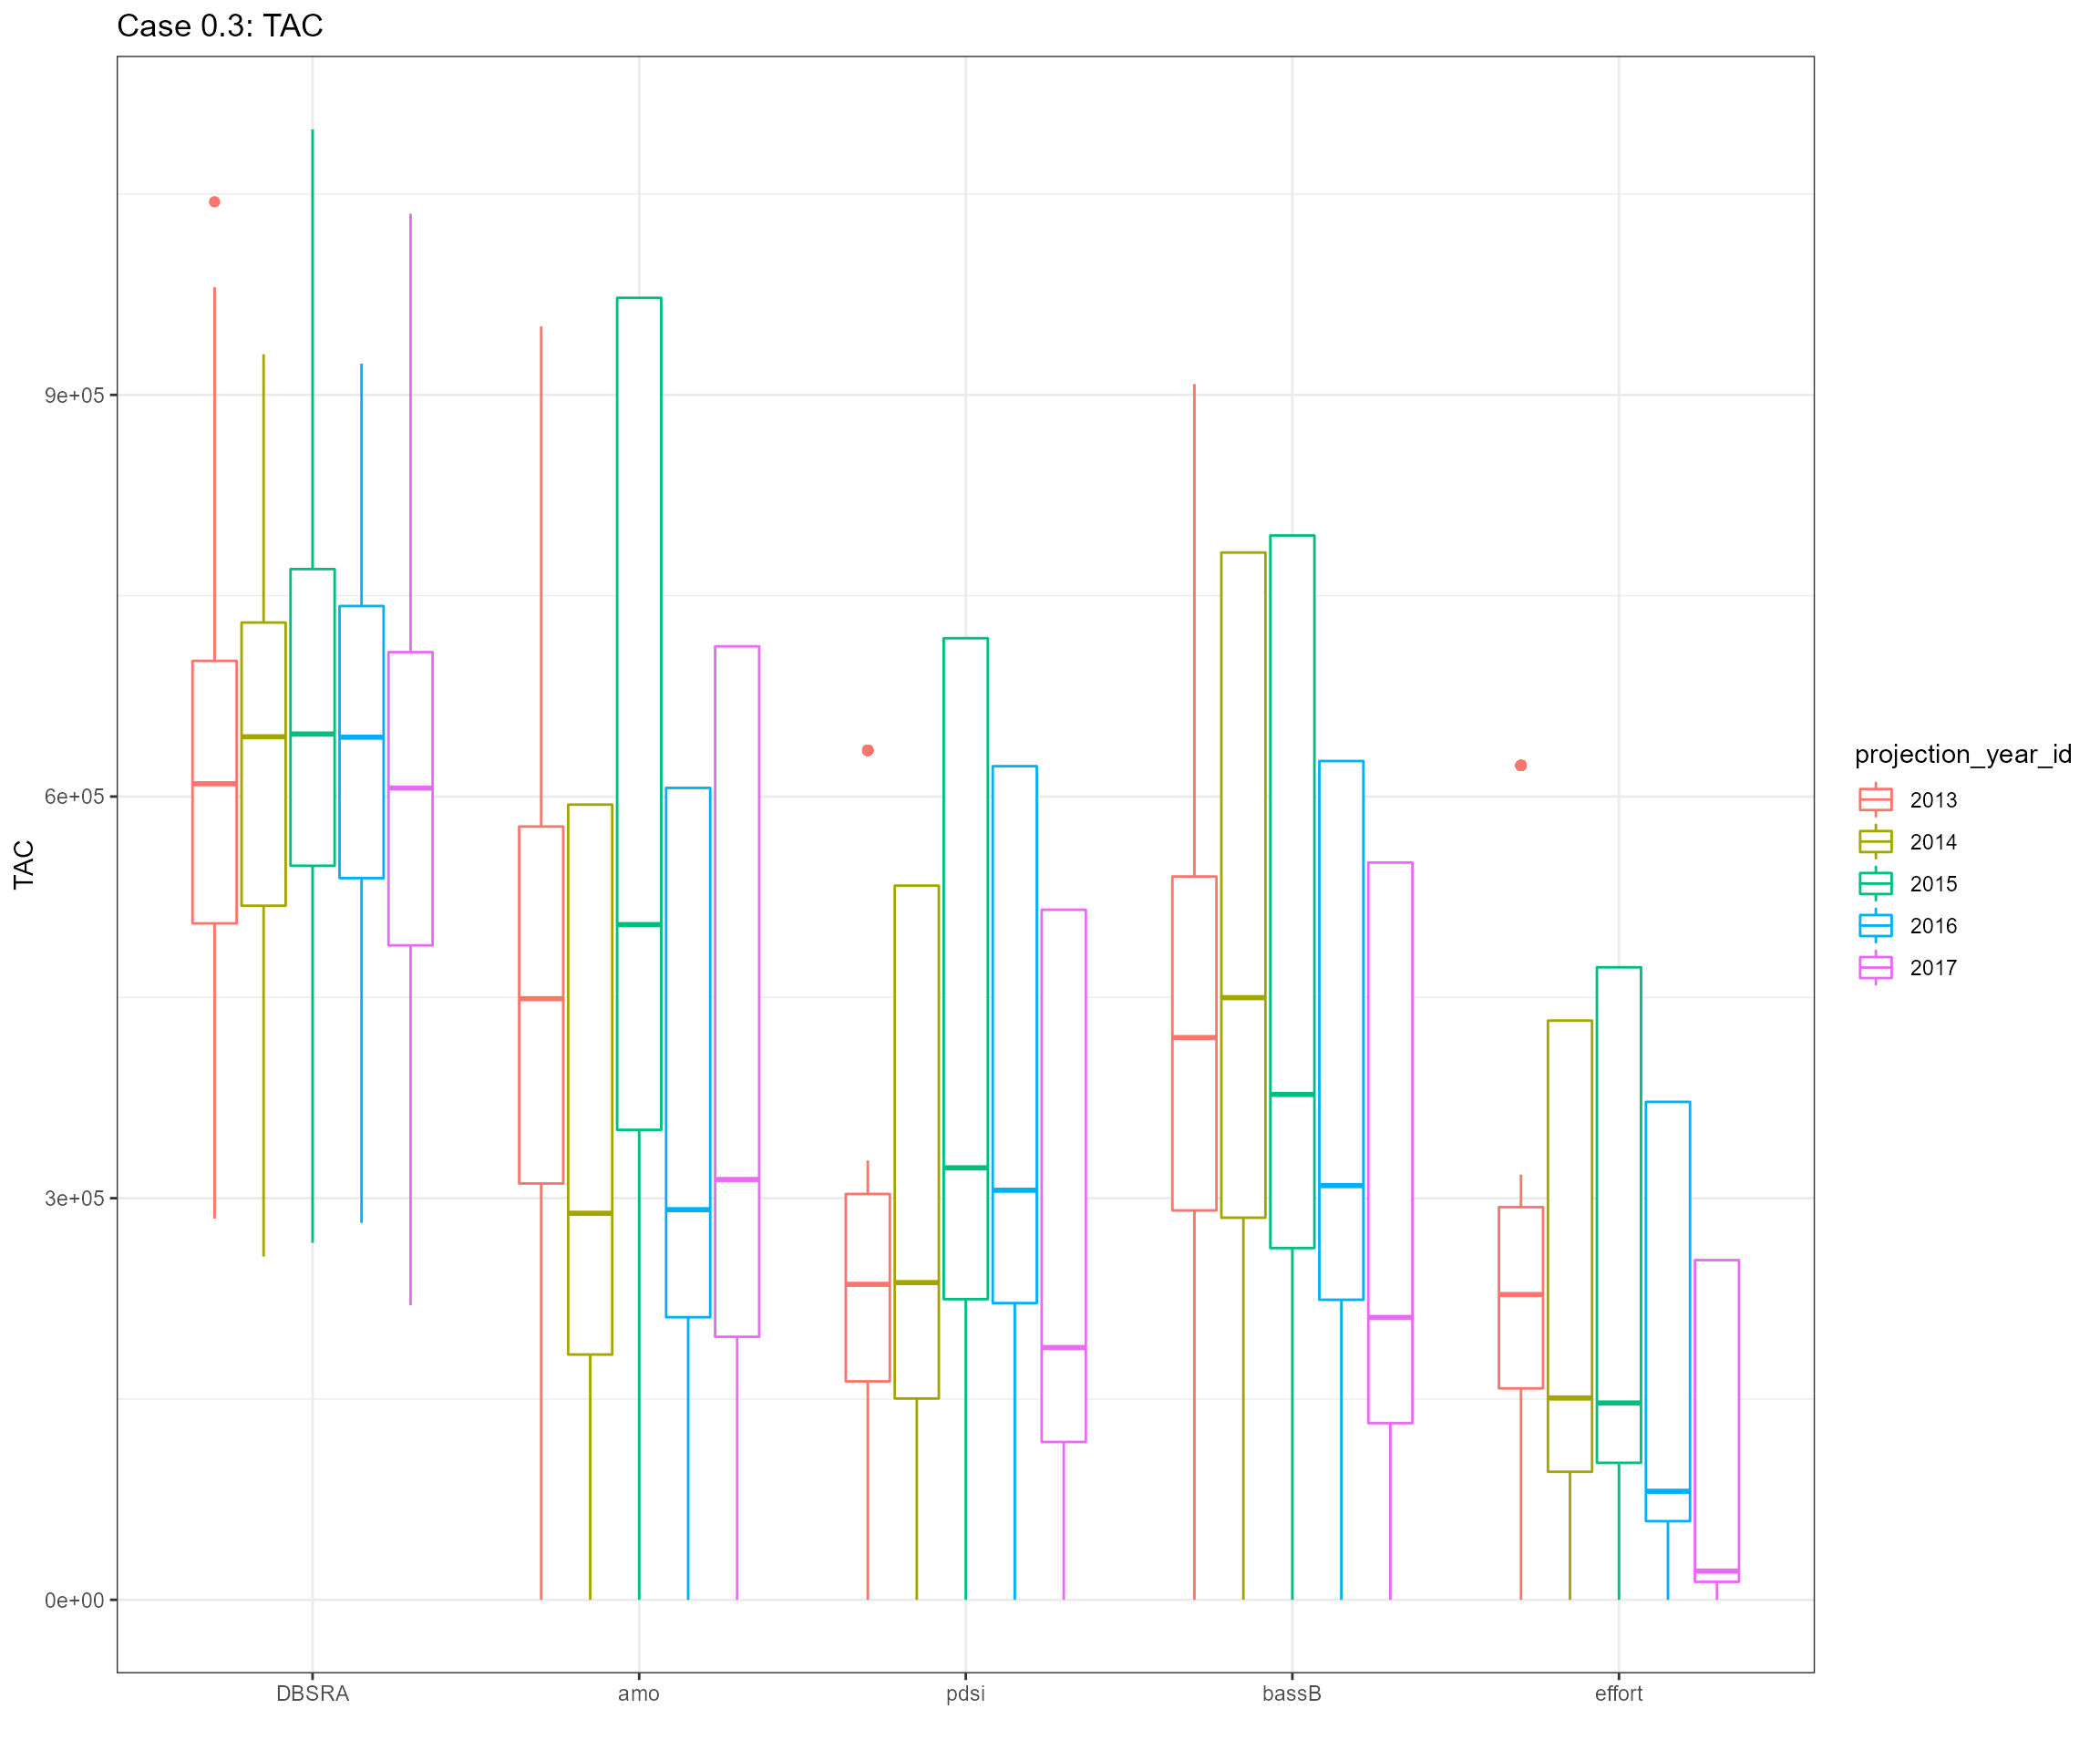 Case 0.3: TAC
TAC
9e+05
6e+05
3e+05
0e+00
DBSRA
amo
pdsi
bassB
effort
projection_year_id
2013
2014
2015
2016
2017